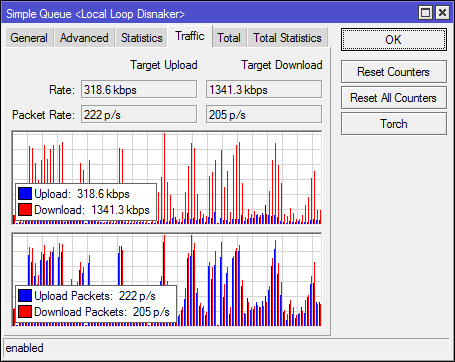 Simple Queue <Local Loop Disnaker>
General Advanced Statistics Traffic Total Total Statistics
OK
Reset Counters
Reset All Counters
Torch
Target Upload Target Download
Rate: 318.6 kbps 1341.3 kbps
Packet Rate: 222 p/s 205 p/s
Upload: 318.6 kbps
Download: 1341.3 kbps
Upload Packets: 222 p/s
Download Packets: 205 p/s
enabled